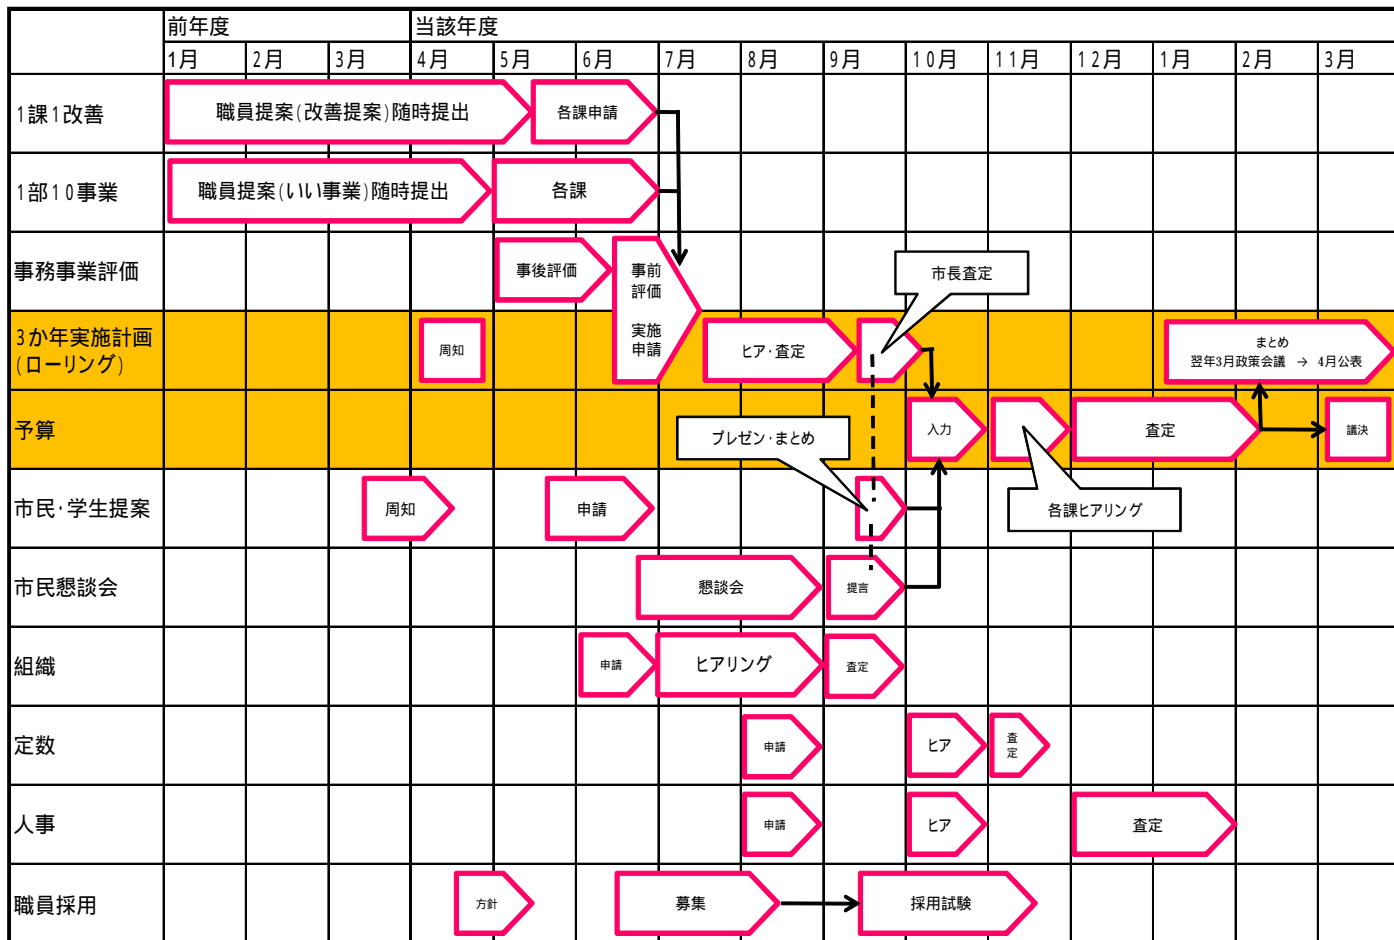 前年度
当該年度
1月
2月
3月
4月
5月
6月
7月
8月
9月
10月
11月
12月
1月
2月
3月
1課1改善
職員提案(改善提案)随時提出
各課申請
1部10事業
職員提案(いい事業)随時提出
各課
事務事業評価
事後評価
事前
評価
実施
申請
市長査定
3か年実施計画
(ローリング)
周知
ヒア・査定
まとめ
翌年3月政策会議 → 4月公表
予算
プレゼン・まとめ
入力
査定
議決
市民・学生提案
周知
申請
各課ヒアリング
市民懇談会
懇談会
提言
組織
申請
ヒアリング
査定
定数
申請
ヒア
査
定
人事
申請
ヒア
査定
職員採用
方針
募集
採用試験